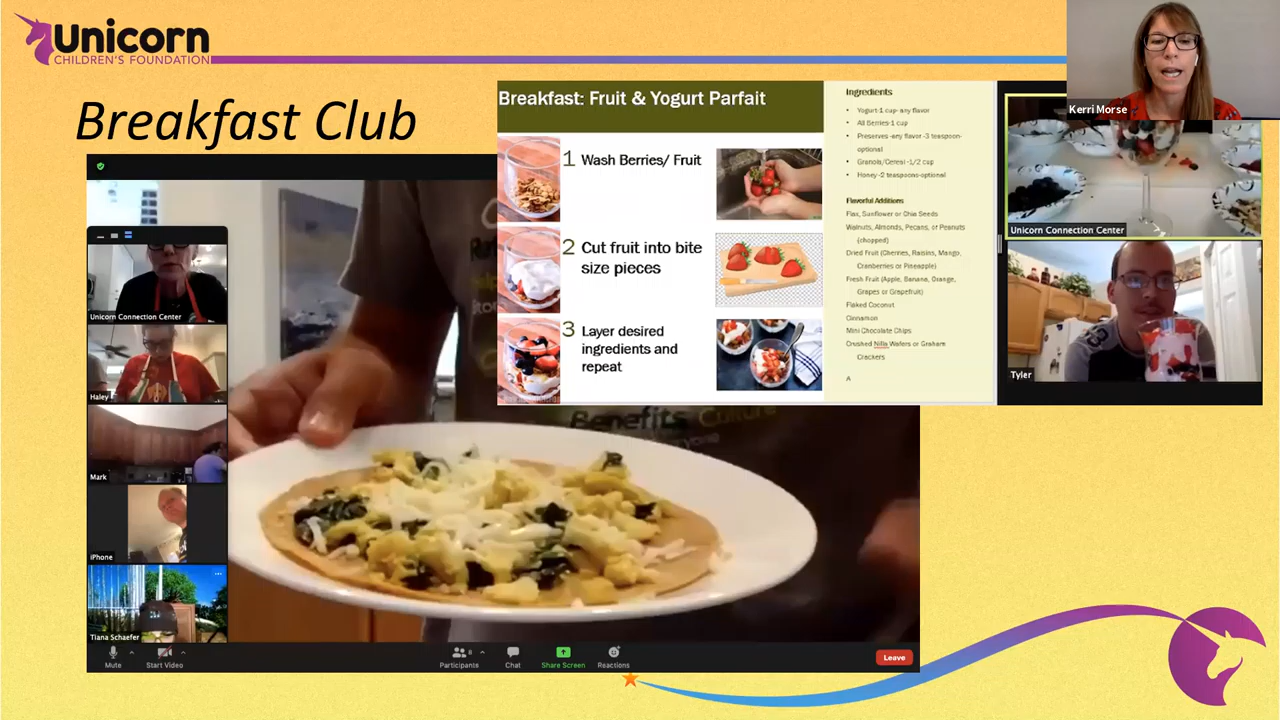 Unicorn
CHILDREN'S FOUNDATION
Breakfast Club
Kerri Morse
Breakfast: Fruit & Yogurt Parfait
1 Wash Berries/ Fruit
2 Cut fruit into bite
size pieces
3 Layer desired
ingredients and
repeat
Ingredients
• Yogurt-1 cup- any flavor
• All Berries-1 cup
• Preserves -any flavor -3 teaspoon-
optional
• Granola/Cereal -1/2 cup
• Honey -2 teaspoons-optional
Flavorful Additions
Flax, Sunflower or Chia Seeds
Walnuts, Almonds, Pecans, or Peanuts
(chopped)
Dried Fruit (Cherries, Raisins, Mango,
Cranberries or Pineapple)
Fresh Fruit (Apple, Banana, Orange,
Grapes or Grapefruit)
Flaked Coconut
Cinnamon
Mini Chocolate Chips
Crushed Nilla Wafers or Graham
Crackers
A
Unicorn Connection Center
Tyler
Unicorn Connection Center
Haley
Mark
iPhone
Tiana Schaefer
Benefits Culture
everyone
Mute
Start Video
Participants
8
Chat
Share Screen
Reactions
Leave